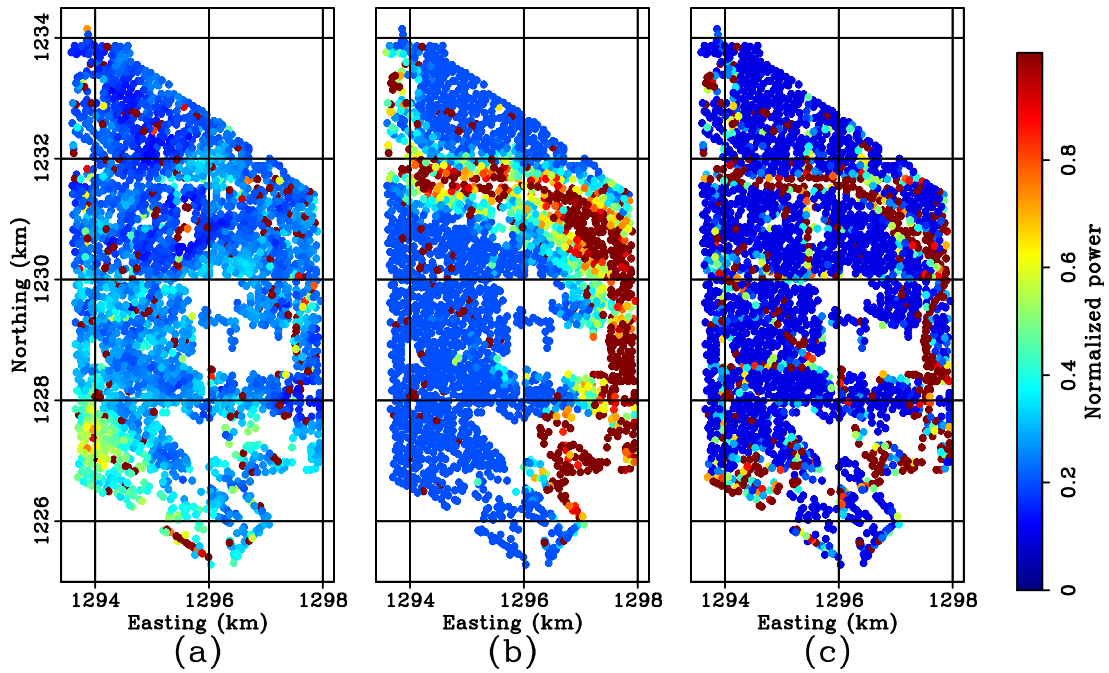 Northing (km)
1234
1232
1230
1228
1226
1294 1296 1298
Easting (km)
(a)
1294 1296 1298
Easting (km)
(b)
1294 1296 1298
Easting (km)
(c)
0.8
0.6
0.4
0.2
0
Normalized power